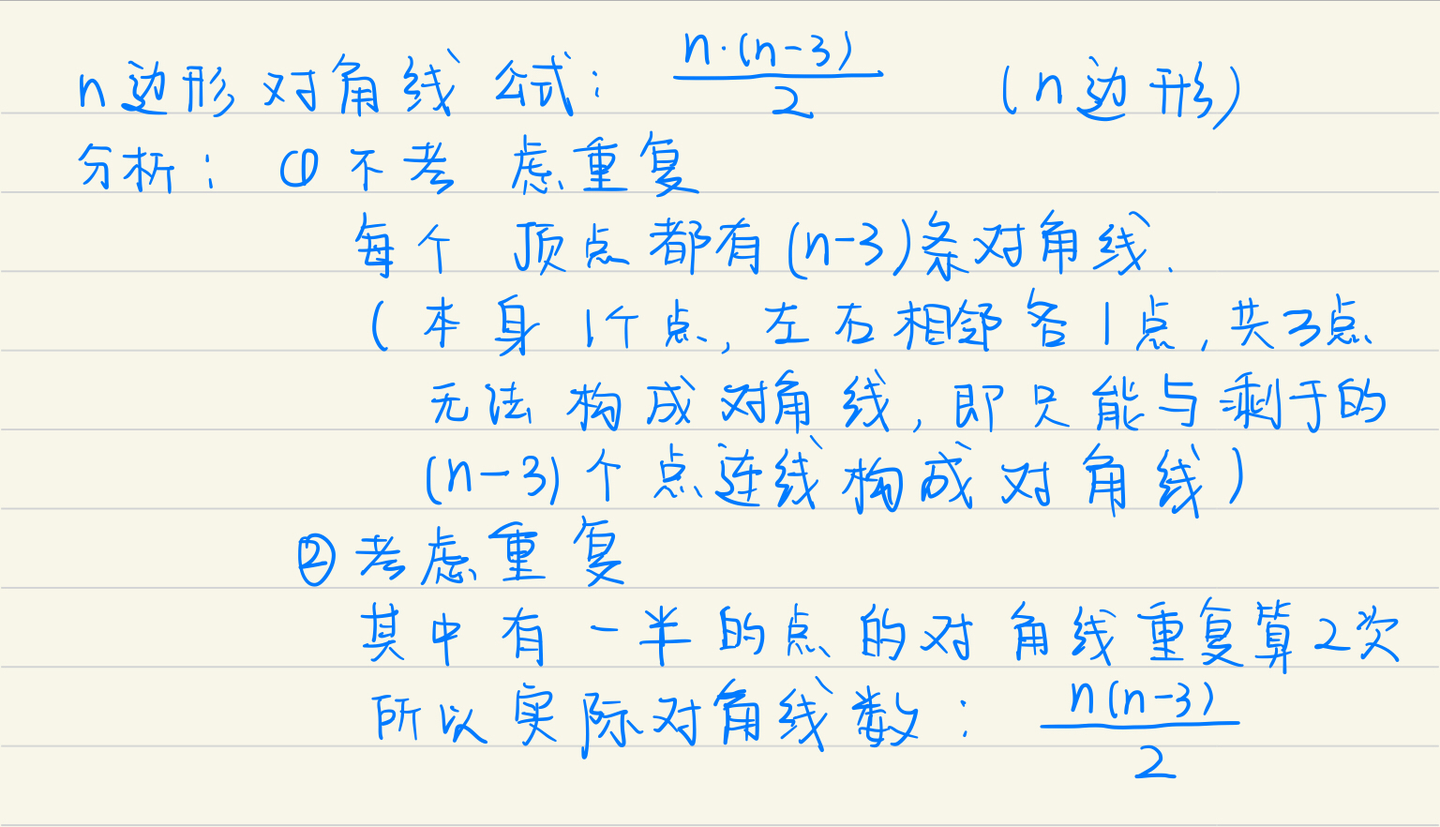 n边形对角线公式: n·(n-3)/2 (n边形)
分析: ①不考虑重复
每个顶点都有(n-3)条对角线.
(本身1个点,左右相邻各1点,共3点
无法构成对角线,即只能与剩于的
(n-3)个点连线构成对角线)
②考虑重复
其中有一半的点的对角线重复算2次
所以实际对角线数: n(n-3)/2